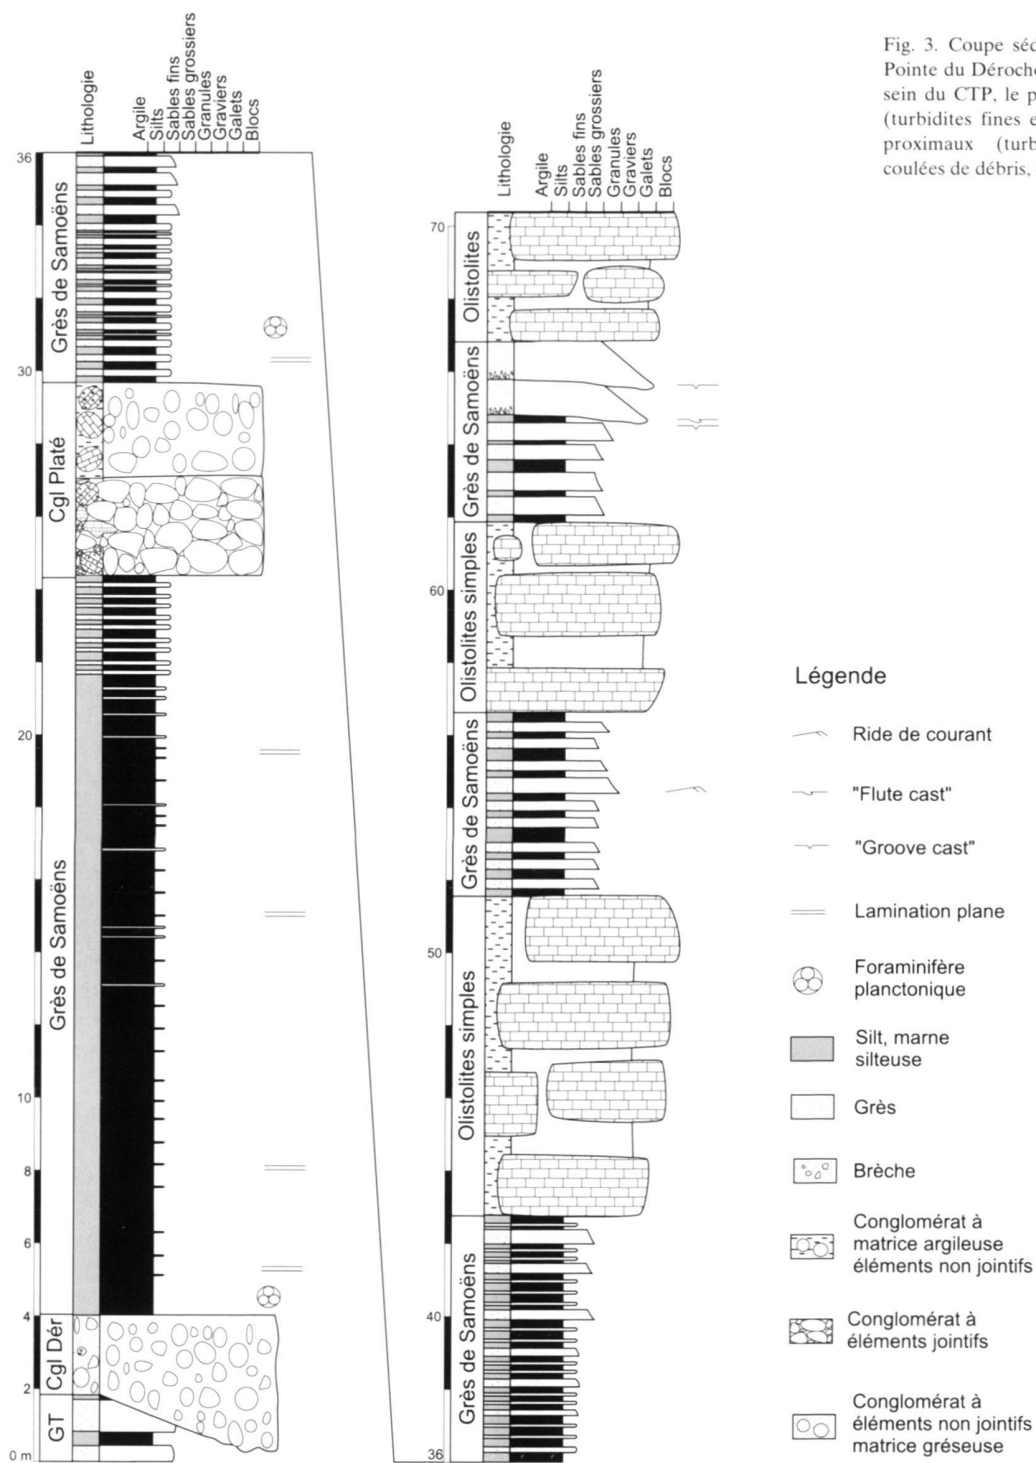 Fig. 3. Coupe séd
Pointe du Déroche
sein du CTP, le p
(turbidites fines e
proximaux (turb
coulées de débris,
Lithologie
Argile
Silts
Sables fins
Sables grossiers
Granules
Graviers
Galets
Blocs
36
30
20
10
8
6
4
2
0 m
Grès de Samoëns
Cgl Platé
Grès de Samoëns
Cgl Dér
GT
Lithologie
Argile
Silts
Sables fins
Sables grossiers
Granules
Graviers
Galets
Blocs
70
60
50
40
36
Olistolites
Grès de Samoëns
Olistolites simples
Grès de Samoëns
Olistolites simples
Grès de Samoëns
Légende
Ride de courant
"Flute cast"
"Groove cast"
Lamination plane
Foraminifère
planctonique
Silt, marne
silteuse
Grès
Brèche
Conglomérat à
matrice argileuse
éléments non jointifs
Conglomérat à
éléments jointifs
Conglomérat à
éléments non jointifs
matrice gréseuse